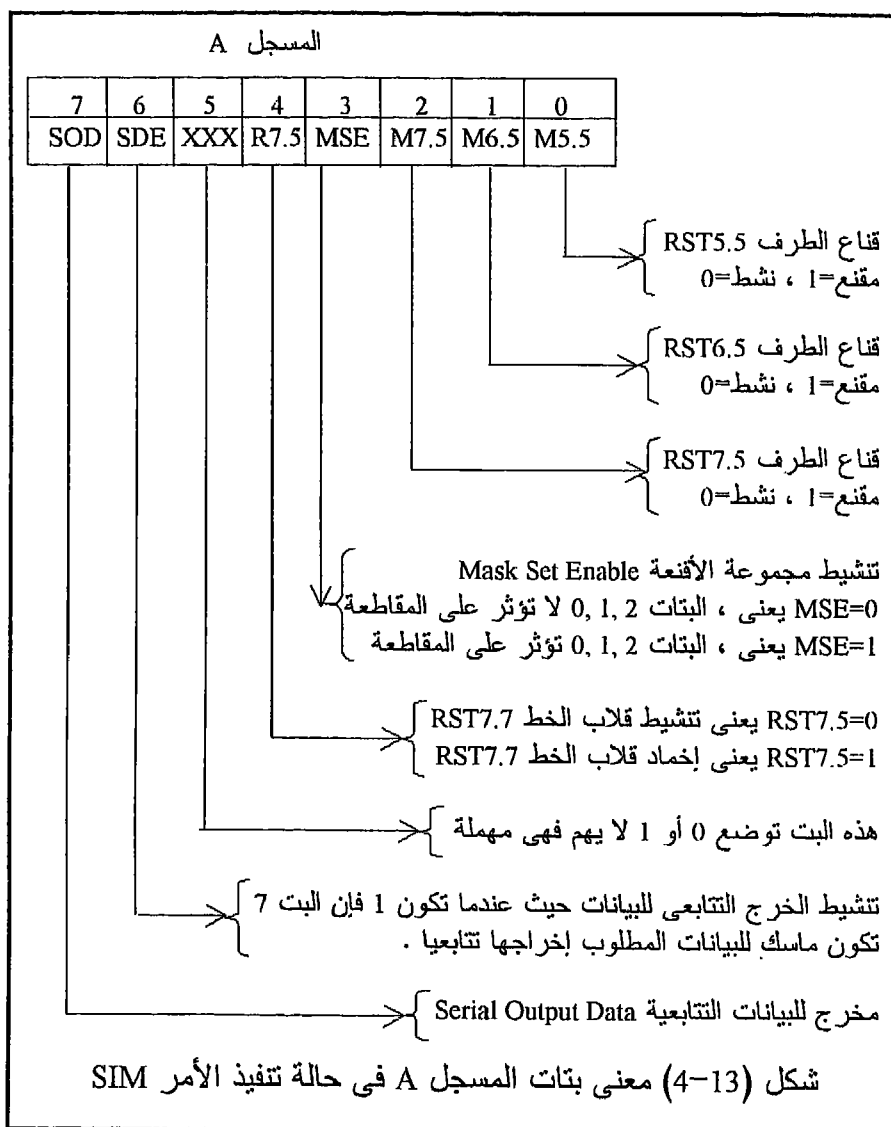 المسجل A
7 6 5 4 3 2 1 0
SOD SDE XXX R7.5 MSE M7.5 M6.5 M5.5
قناع الطرف RST5.5
مقنع=1 ، نشط=0
قناع الطرف RST6.5
مقنع=1 ، نشط=0
قناع الطرف RST7.5
مقنع=1 ، نشط=0
تنشيط مجموعة الأقنعة Mask Set Enable
MSE=0 يعنى ، البتات 0, 1, 2 لا تؤثر على المقاطعة
MSE=1 يعنى ، البتات 0, 1, 2 تؤثر على المقاطعة
RST7.5=0 يعنى تنشيط قلاب الخط RST7.7
RST7.5=1 يعنى إخماد قلاب الخط RST7.7
هذه البت توضع 0 أو 1 لا يهم فهى مهملة
تنشيط الخرج التتابعى للبيانات حيث عندما تكون 1 فإن البت 7
تكون ماسك للبيانات المطلوب إخراجها تتابعيا .
مخرج للبيانات التتابعية Serial Output Data
شكل (4-13) معنى بتات المسجل A فى حالة تنفيذ الأمر SIM